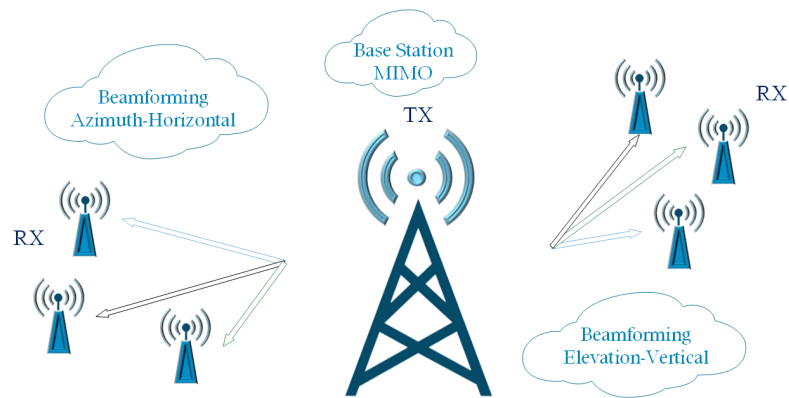 Base Station
MIMO
TX
Beamforming
Azimuth-Horizontal
RX
RX
Beamforming
Elevation-Vertical